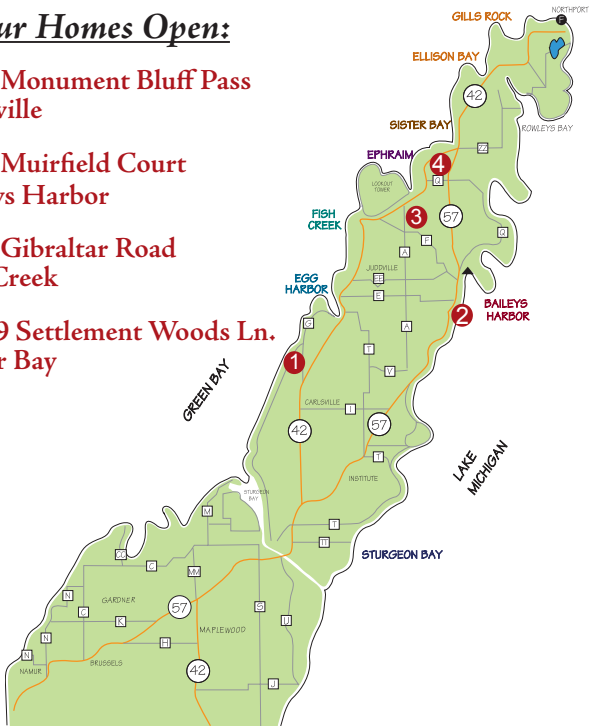 ur Homes Open:
Monument Bluff Pass
ville
Muirfield Court
ys Harbor
Gibraltar Road
Creek
9 Settlement Woods Ln.
r Bay
NORTHPORT
F
GILLS ROCK
ELLISON BAY
42
ROWLEYS BAY
SISTER BAY
ZZ
EPHRAIM
4
Q
LOOKOUT
TOWER
FISH
CREEK
3
57
F
Q
A
JUDDVILLE
EE
EGG
HARBOR
E
BAILEYS
HARBOR
2
G
A
T
1
V
GREEN BAY
CARLSVILLE
I
42
57
T
LAKE
MICHIGAN
INSTITUTE
STURGEON
BAY
M
T
TT
STURGEON BAY
CC
C
MM
N
GARDNER
57
S
C
K
U
MAPLEWOOD
N
H
N
BRUSSELS
NAMUR
42
J